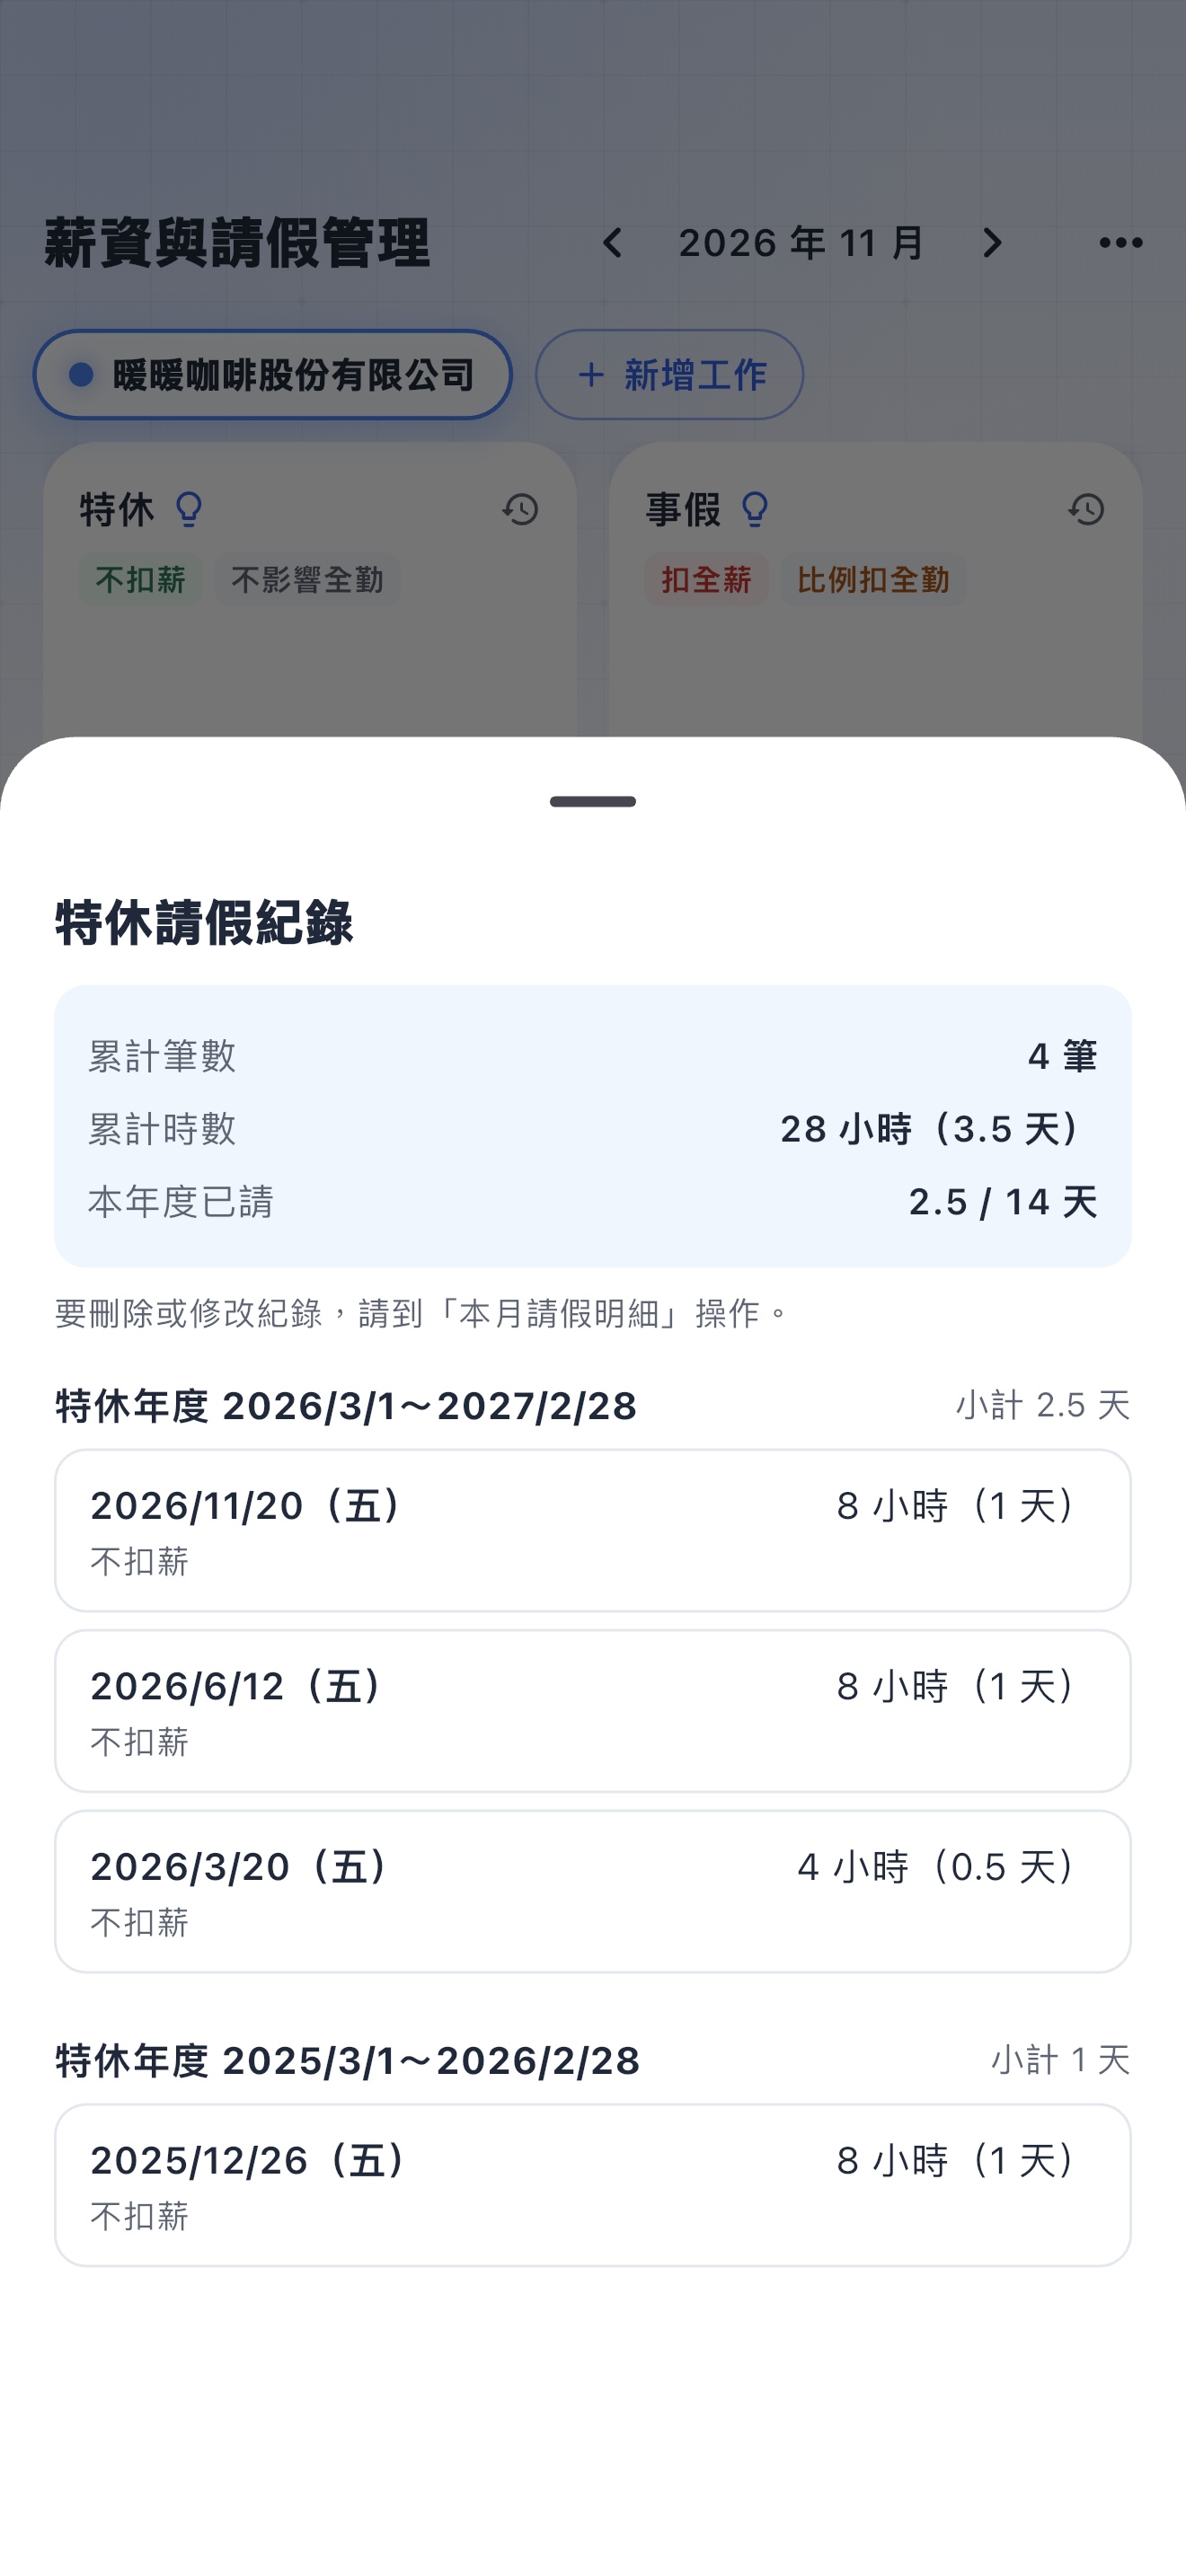 薪資與請假管理
2026 年 11 月
暖暖咖啡股份有限公司
+ 新增工作
特休
事假
不扣薪 不影響全勤
扣全薪 比例扣全勤
特休請假紀錄
累計筆數 4 筆
累計時數 28 小時（3.5 天）
本年度已請 2.5 / 14 天
要刪除或修改紀錄，請到「本月請假明細」操作。
特休年度 2026/3/1～2027/2/28 小計 2.5 天
2026/11/20（五） 8 小時（1 天）
不扣薪
2026/6/12（五） 8 小時（1 天）
不扣薪
2026/3/20（五） 4 小時（0.5 天）
不扣薪
特休年度 2025/3/1～2026/2/28 小計 1 天
2025/12/26（五） 8 小時（1 天）
不扣薪